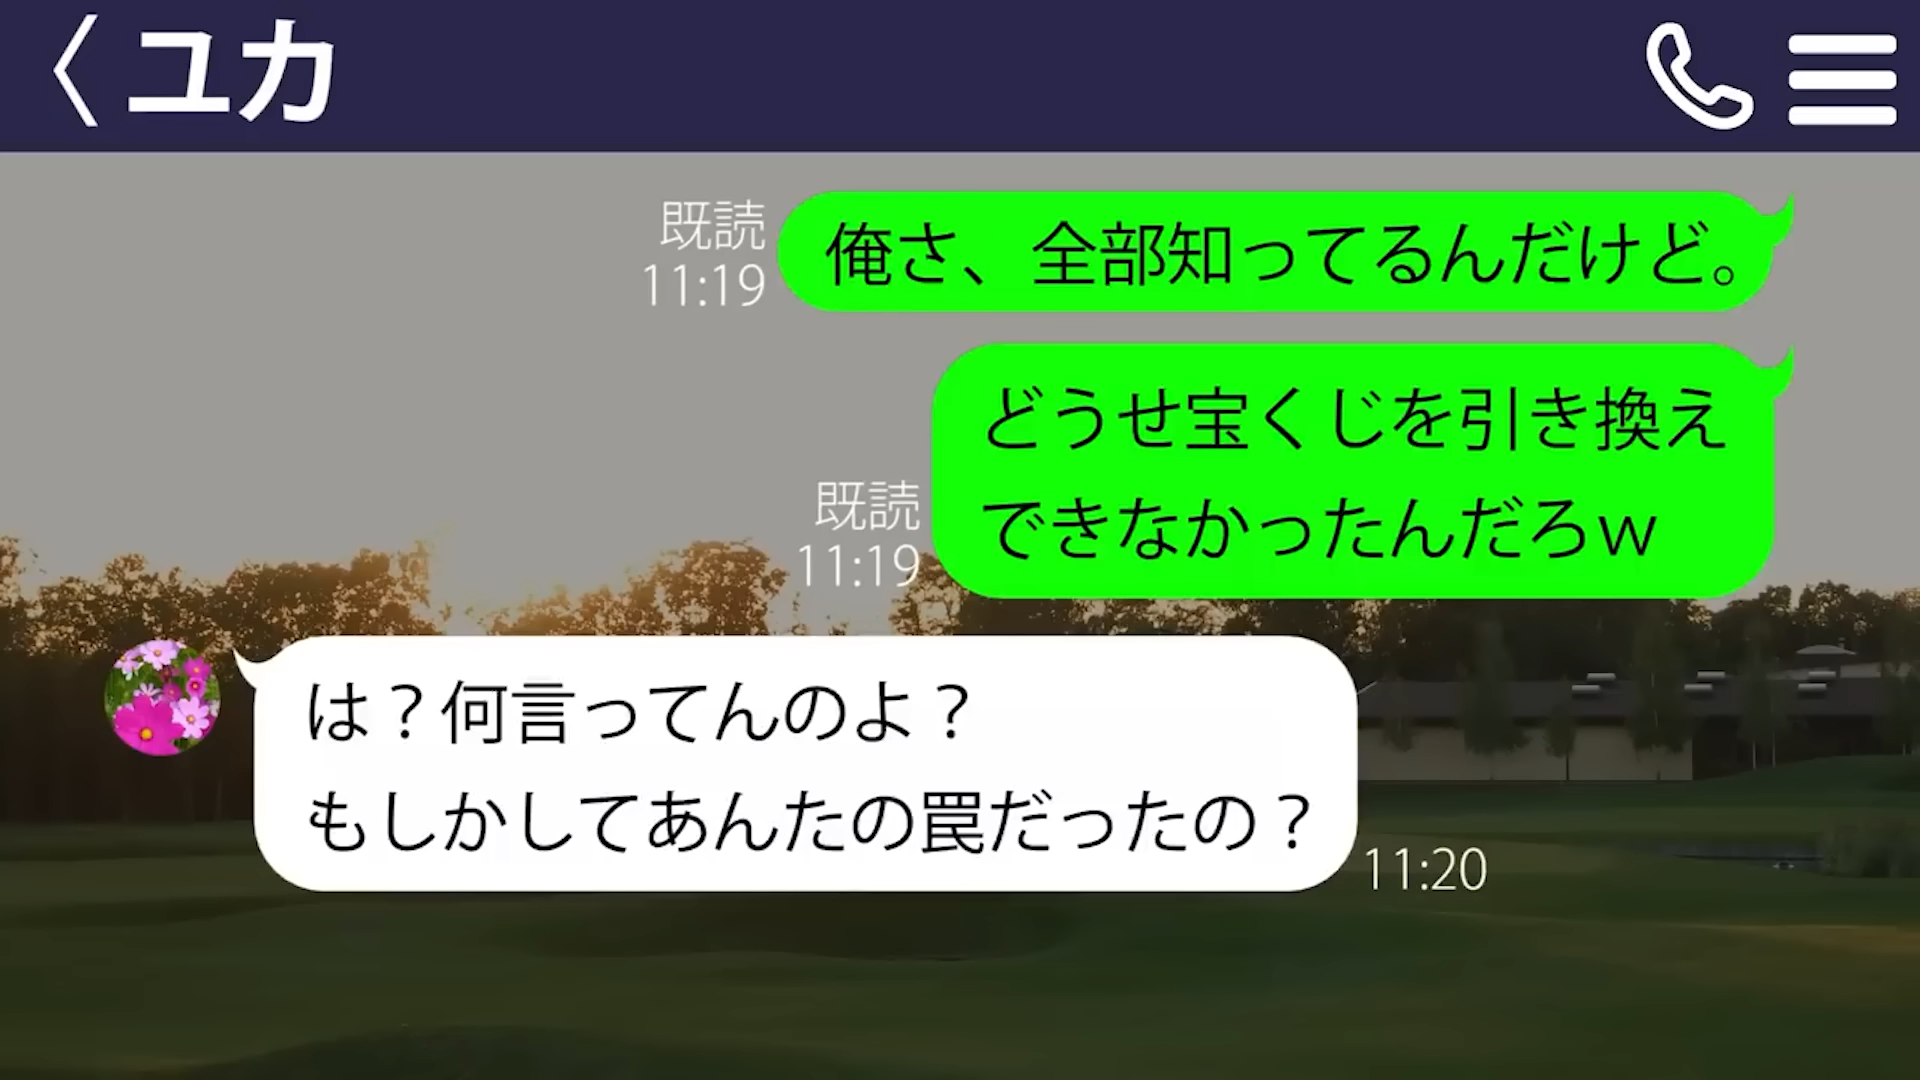 ユカ
既読
11:19
俺さ、全部知ってるんだけど。
どうせ宝くじを引き換え
できなかったんだろw
既読
11:19
は？何言ってんのよ？
もしかしてあんたの罠だったの？
11:20